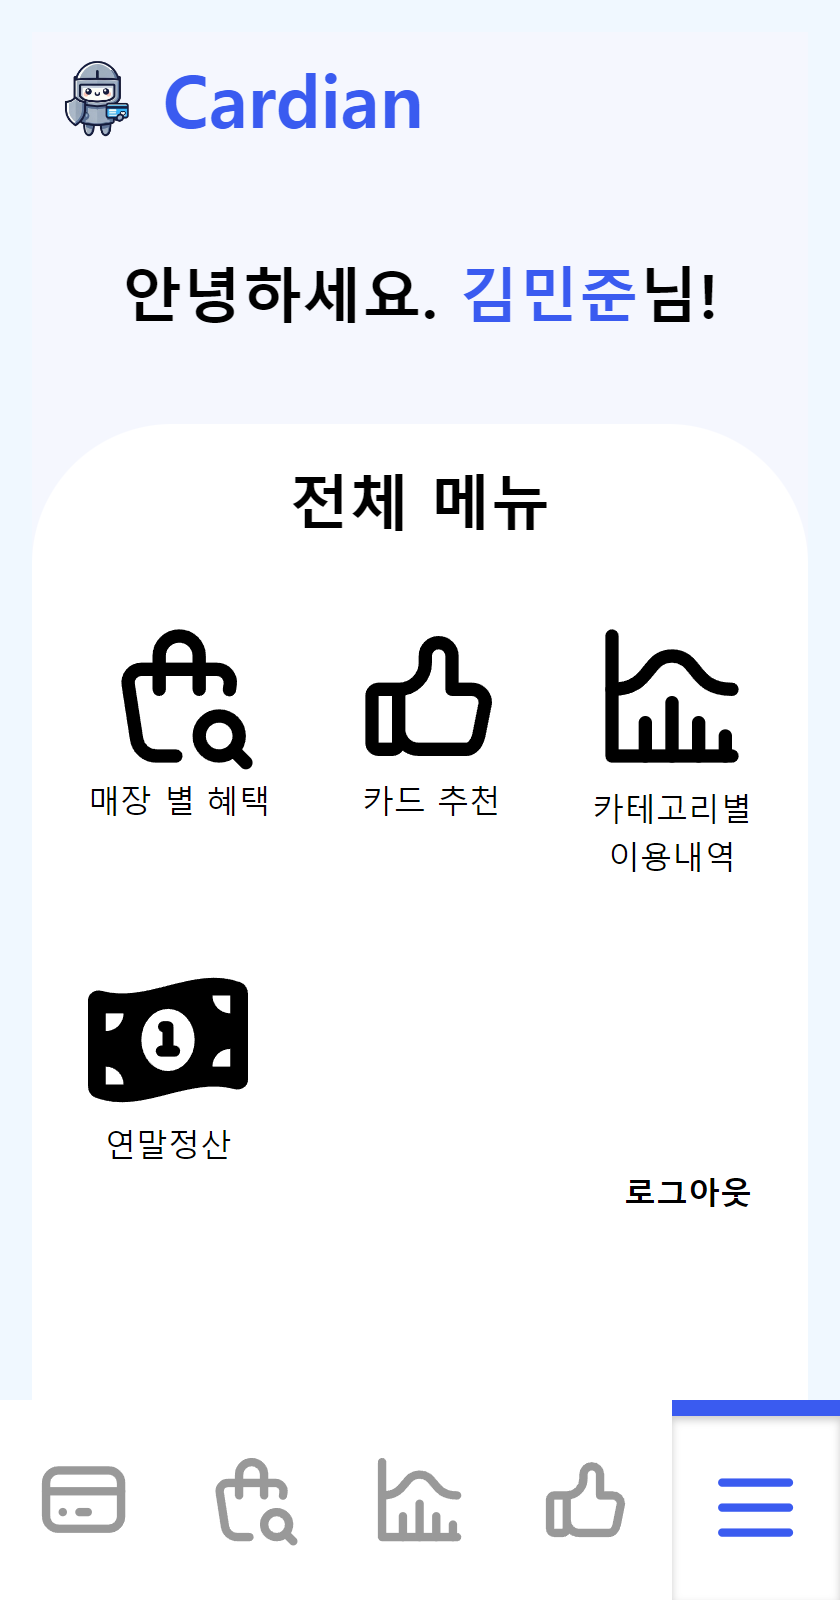 Cardian
안녕하세요. 김민준님!
전체 메뉴
매장 별 혜택
카드 추천
카테고리별
이용내역
1
연말정산
로그아웃